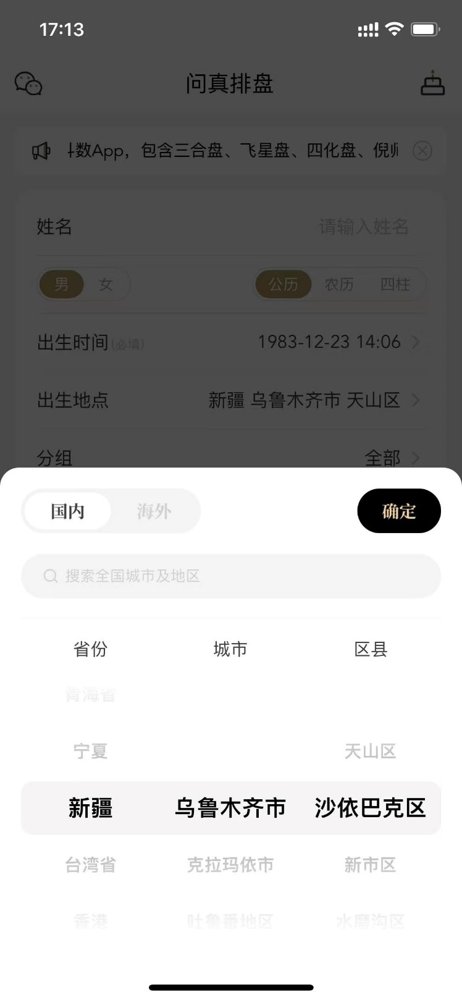 17:13
问真排盘
数App，包含三合盘、飞星盘、四化盘、倪
姓名
请输入姓名
男 女
公历 农历 四柱
出生时间(必填)
1983-12-23 14:06
出生地点
新疆 乌鲁木齐市 天山区
分组
全部
国内 海外
确定
搜索全国城市及地区
省份 城市 区县
青海省
宁夏 天山区
新疆 乌鲁木齐市 沙依巴克区
台湾省 克拉玛依市 新市区
香港 吐鲁番地区 水磨沟区